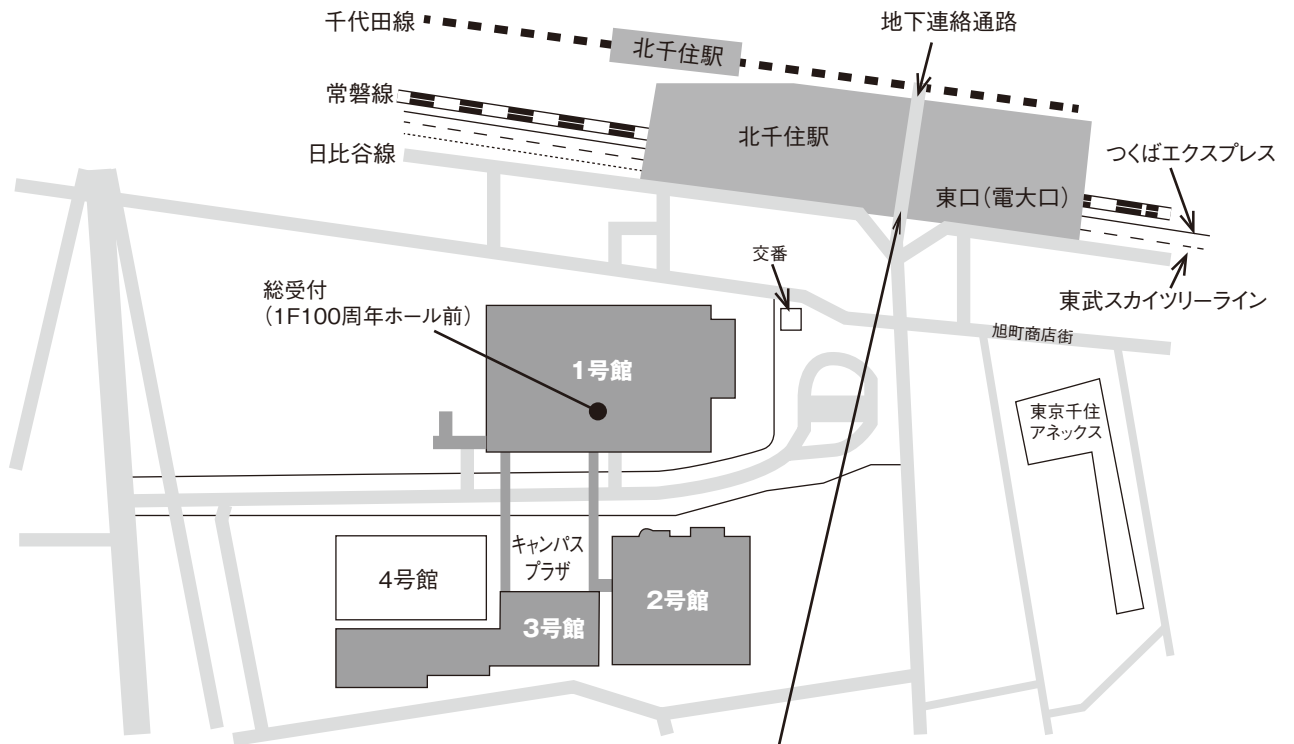 千代田線
地下連絡通路
北千住駅
常磐線
北千住駅
日比谷線
つくばエクスプレス
東口(電大口)
交番
東武スカイツリーライン
総受付
(1F100周年ホール前)
旭町商店街
1号館
東京千住
アネックス
キャンパス
プラザ
4号館
2号館
3号館